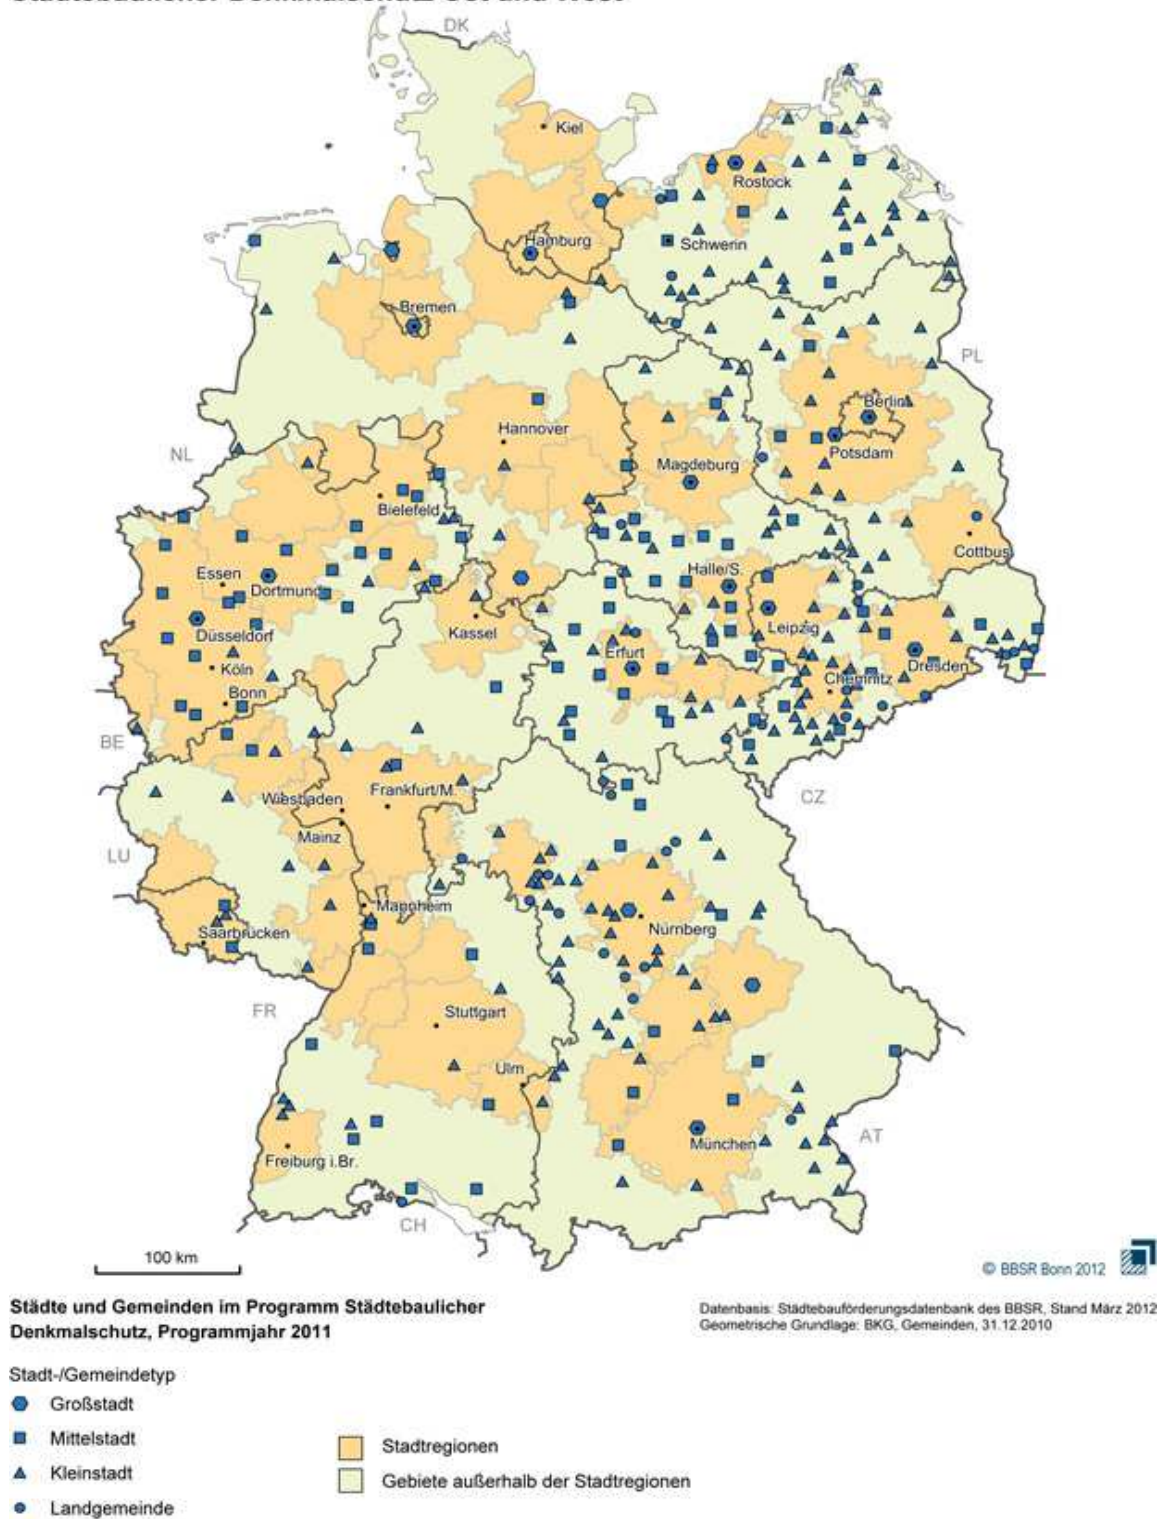 DK
Kiel
Rostock
Hamburg
Schwerin
Bremen
PL
Berlin
Hannover
NL
Potsdam
Magdeburg
Bielefeld
Cottbus
Essen
Halle/S.
Dortmund
Leipzig
Düsseldorf
Kassel
Erfurt
Dresden
Köln
Chemnitz
Bonn
BE
CZ
Wiesbaden
Frankfurt/M.
Mainz
LU
Mannheim
Saarbrücken
Nürnberg
FR
Stuttgart
Ulm
München
AT
Freiburg i.Br.
CH
100 km
© BBSR Bonn 2012
Städte und Gemeinden im Programm Städtebaulicher
Denkmalschutz, Programmjahr 2011
Datenbasis: Städtebauförderungsdatenbank des BBSR, Stand März 2012
Geometrische Grundlage: BKG, Gemeinden, 31.12.2010
Stadt-/Gemeindetyp
Großstadt
Mittelstadt
Kleinstadt
Landgemeinde
Stadtregionen
Gebiete außerhalb der Stadtregionen